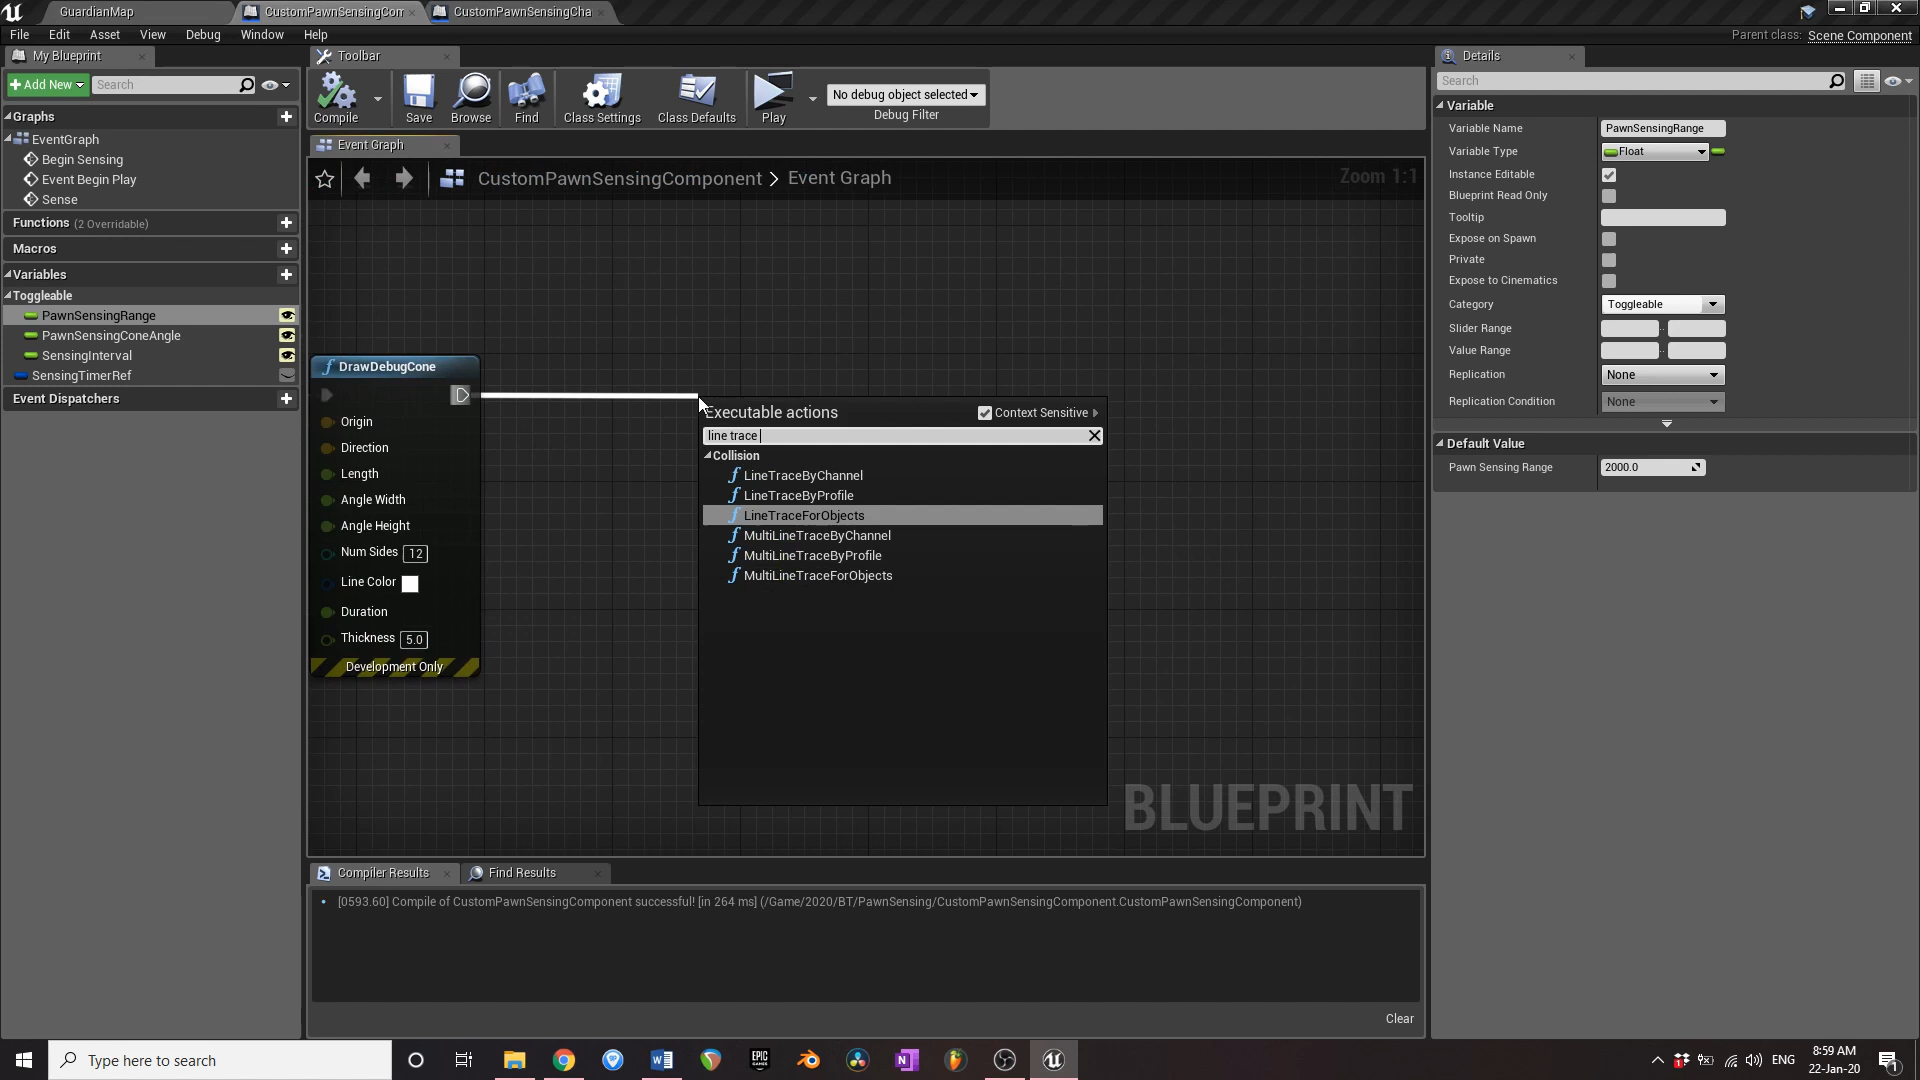 GuardianMap
CustomPawnSensingCom
CustomPawnSensingCha
File Edit Asset View Debug Window Help
Parent class: Scene Component
My Blueprint
Toolbar
Details
Add New
Search
Compile
Save
Browse
Find
Class Settings
Class Defaults
Play
No debug object selected
Debug Filter
Graphs
EventGraph
Begin Sensing
Event Begin Play
Sense
Functions (2 Overridable)
Macros
Variables
Toggleable
PawnSensingRange
PawnSensingConeAngle
SensingInterval
SensingTimerRef
Event Dispatchers
Event Graph
CustomPawnSensingComponent > Event Graph
Zoom 1:1
DrawDebugCone
Origin
Direction
Length
Angle Width
Angle Height
Num Sides 12
Line Color
Duration
Thickness 5.0
Development Only
Executable actions
Context Sensitive
line trace
Collision
LineTraceByChannel
LineTraceByProfile
LineTraceForObjects
MultiLineTraceByChannel
MultiLineTraceByProfile
MultiLineTraceForObjects
BLUEPRINT
Search
Variable
Variable Name PawnSensingRange
Variable Type Float
Instance Editable
Blueprint Read Only
Tooltip
Expose on Spawn
Private
Expose to Cinematics
Category Toggleable
Slider Range
Value Range
Replication None
Replication Condition None
Default Value
Pawn Sensing Range 2000.0
Compiler Results
Find Results
[0593.60] Compile of CustomPawnSensingComponent successful! [in 264 ms] (/Game/2020/BT/PawnSensing/CustomPawnSensingComponent.CustomPawnSensingComponent)
Clear
Type here to search
EPIC GAMES
ENG
8:59 AM
22-Jan-20
1